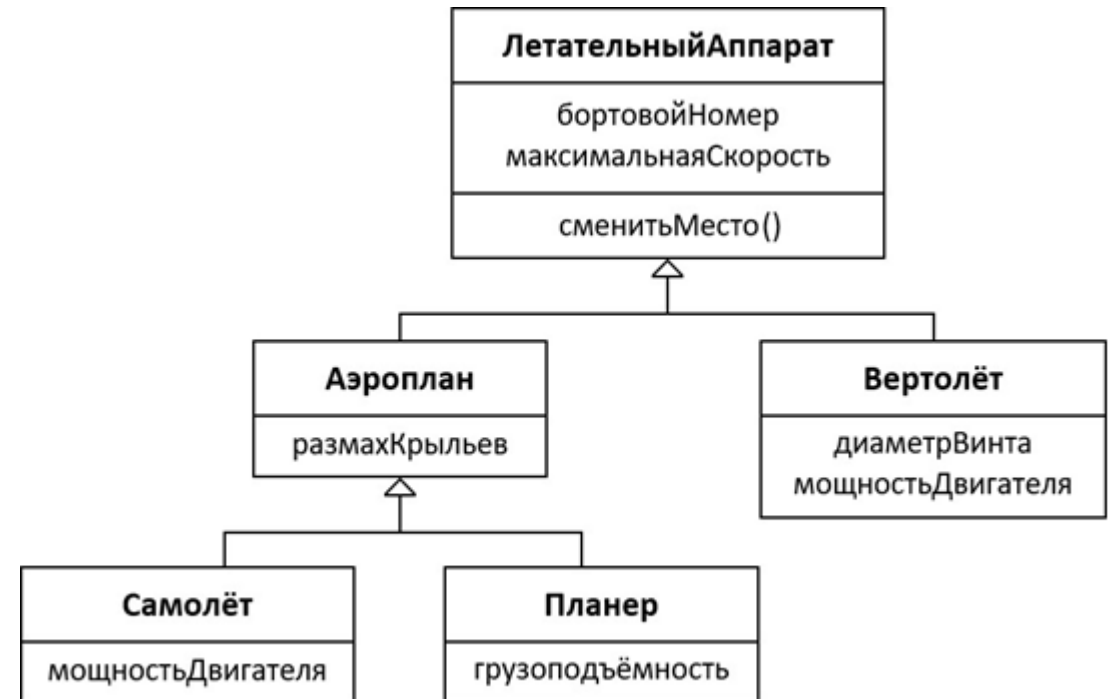 ЛетательныйАппарат
бортовойНомер
максимальнаяСкорость
сменитьМесто()
Аэроплан
размахКрыльев
Вертолёт
диаметрВинта
мощностьДвигателя
Самолёт
мощностьДвигателя
Планер
грузоподъёмность